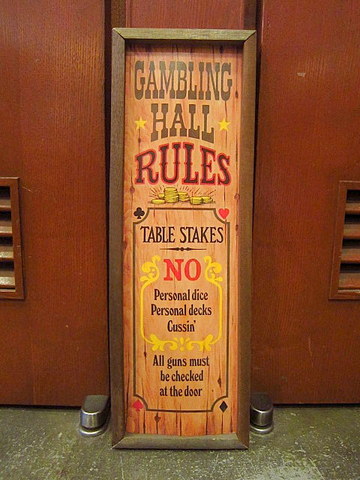 GAMBLING
HALL
RULES
TABLE STAKES
NO
Personal dice
Personal decks
Cussin'
All guns must
be checked
at the door